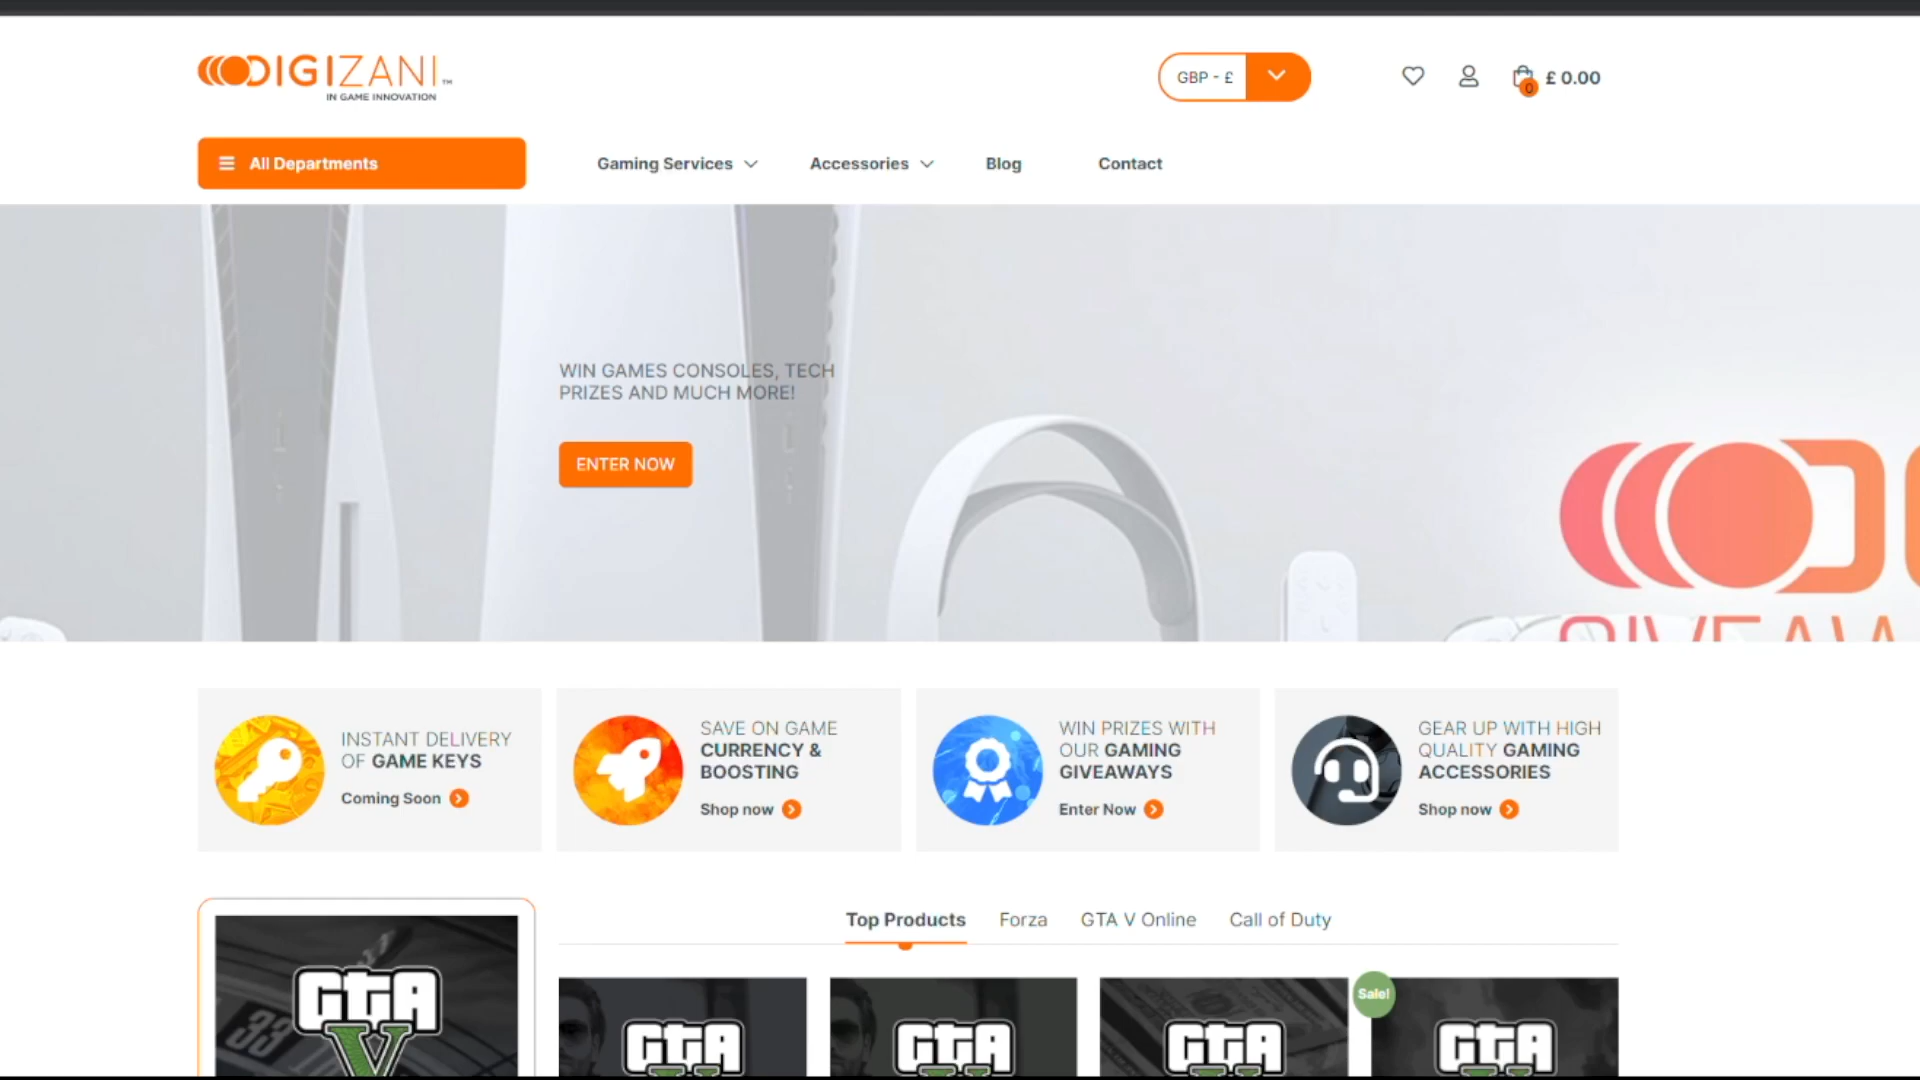 DIGIZANI™
IN GAME INNOVATION
GBP - £
0
£ 0.00
All Departments
Gaming Services
Accessories
Blog
Contact
WIN GAMES CONSOLES, TECH
PRIZES AND MUCH MORE!
ENTER NOW
INSTANT DELIVERY
OF GAME KEYS
Coming Soon
SAVE ON GAME
CURRENCY &
BOOSTING
Shop now
WIN PRIZES WITH
OUR GAMING
GIVEAWAYS
Enter Now
GEAR UP WITH HIGH
QUALITY GAMING
ACCESSORIES
Shop now
Top Products
Forza
GTA V Online
Call of Duty
33
GTA
V
GTA
GTA
GTA
Sale!
GTA